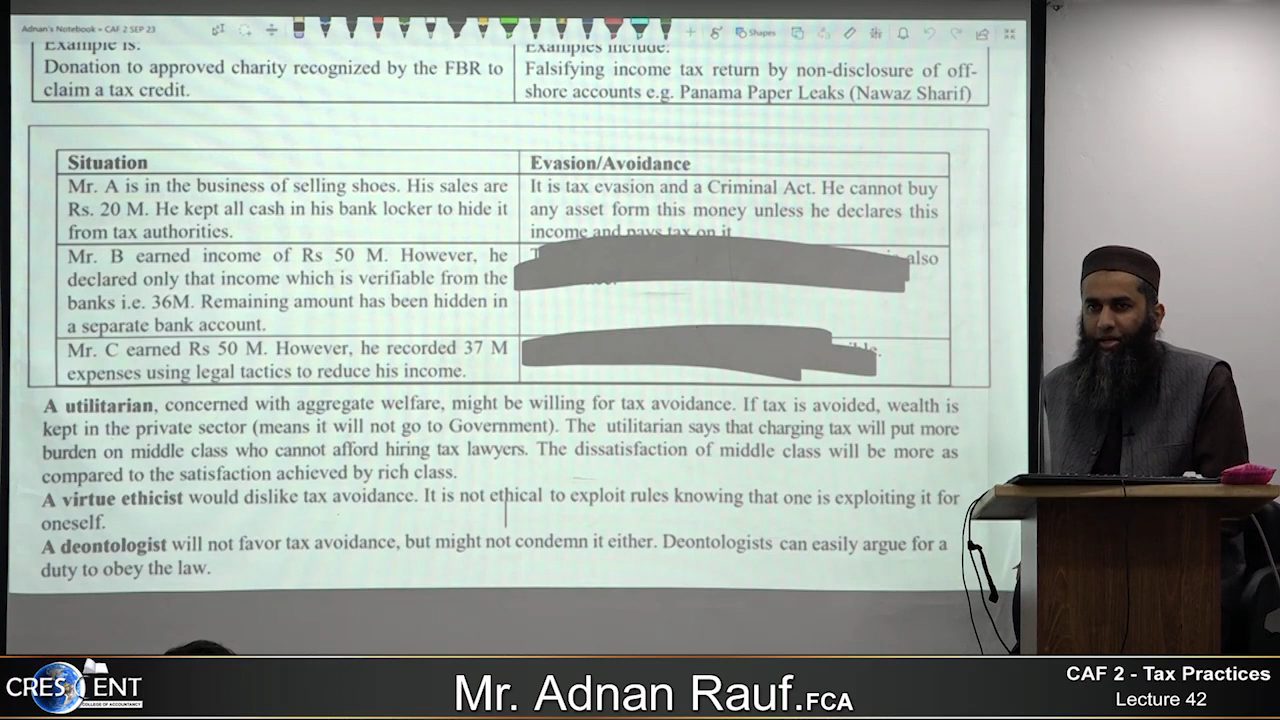 Adnan's Notebook » CAF 2 SEP 23
Shapes
Example is:
Donation to approved charity recognized by the FBR to
claim a tax credit.
Examples include:
Falsifying income tax return by non-disclosure of off-
shore accounts e.g. Panama Paper Leaks (Nawaz Sharif)
Situation
Evasion/Avoidance
Mr. A is in the business of selling shoes. His sales are
Rs. 20 M. He kept all cash in his bank locker to hide it
from tax authorities.
It is tax evasion and a Criminal Act. He cannot buy
any asset form this money unless he declares this
income and pays tax on it
Mr. B earned income of Rs 50 M. However, he
declared only that income which is verifiable from the
banks i.e. 36M. Remaining amount has been hidden in
a separate bank account.
also
Mr. C earned Rs 50 M. However, he recorded 37 M
expenses using legal tactics to reduce his income.
A utilitarian, concerned with aggregate welfare, might be willing for tax avoidance. If tax is avoided, wealth is
kept in the private sector (means it will not go to Government). The utilitarian says that charging tax will put more
burden on middle class who cannot afford hiring tax lawyers. The dissatisfaction of middle class will be more as
compared to the satisfaction achieved by rich class.
A virtue ethicist would dislike tax avoidance. It is not ethical to exploit rules knowing that one is exploiting it for
oneself.
A deontologist will not favor tax avoidance, but might not condemn it either. Deontologists can easily argue for a
duty to obey the law.
CRESCENT
COLLEGE OF ACCOUNTANCY
Mr. Adnan Rauf.FCA
CAF 2 - Tax Practices
Lecture 42